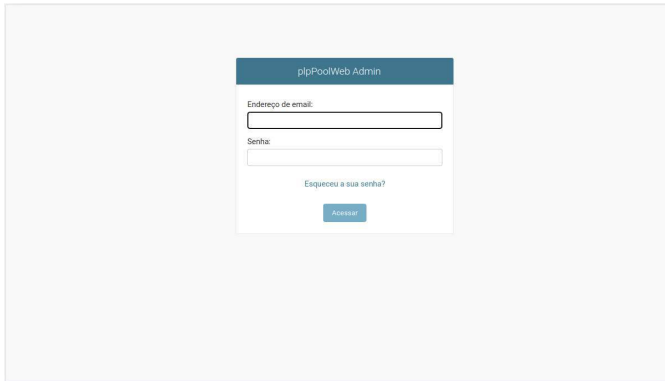 plpPoolWeb Admin
Endereço de email:
Senha:
Esqueceu a sua senha?
Acessar